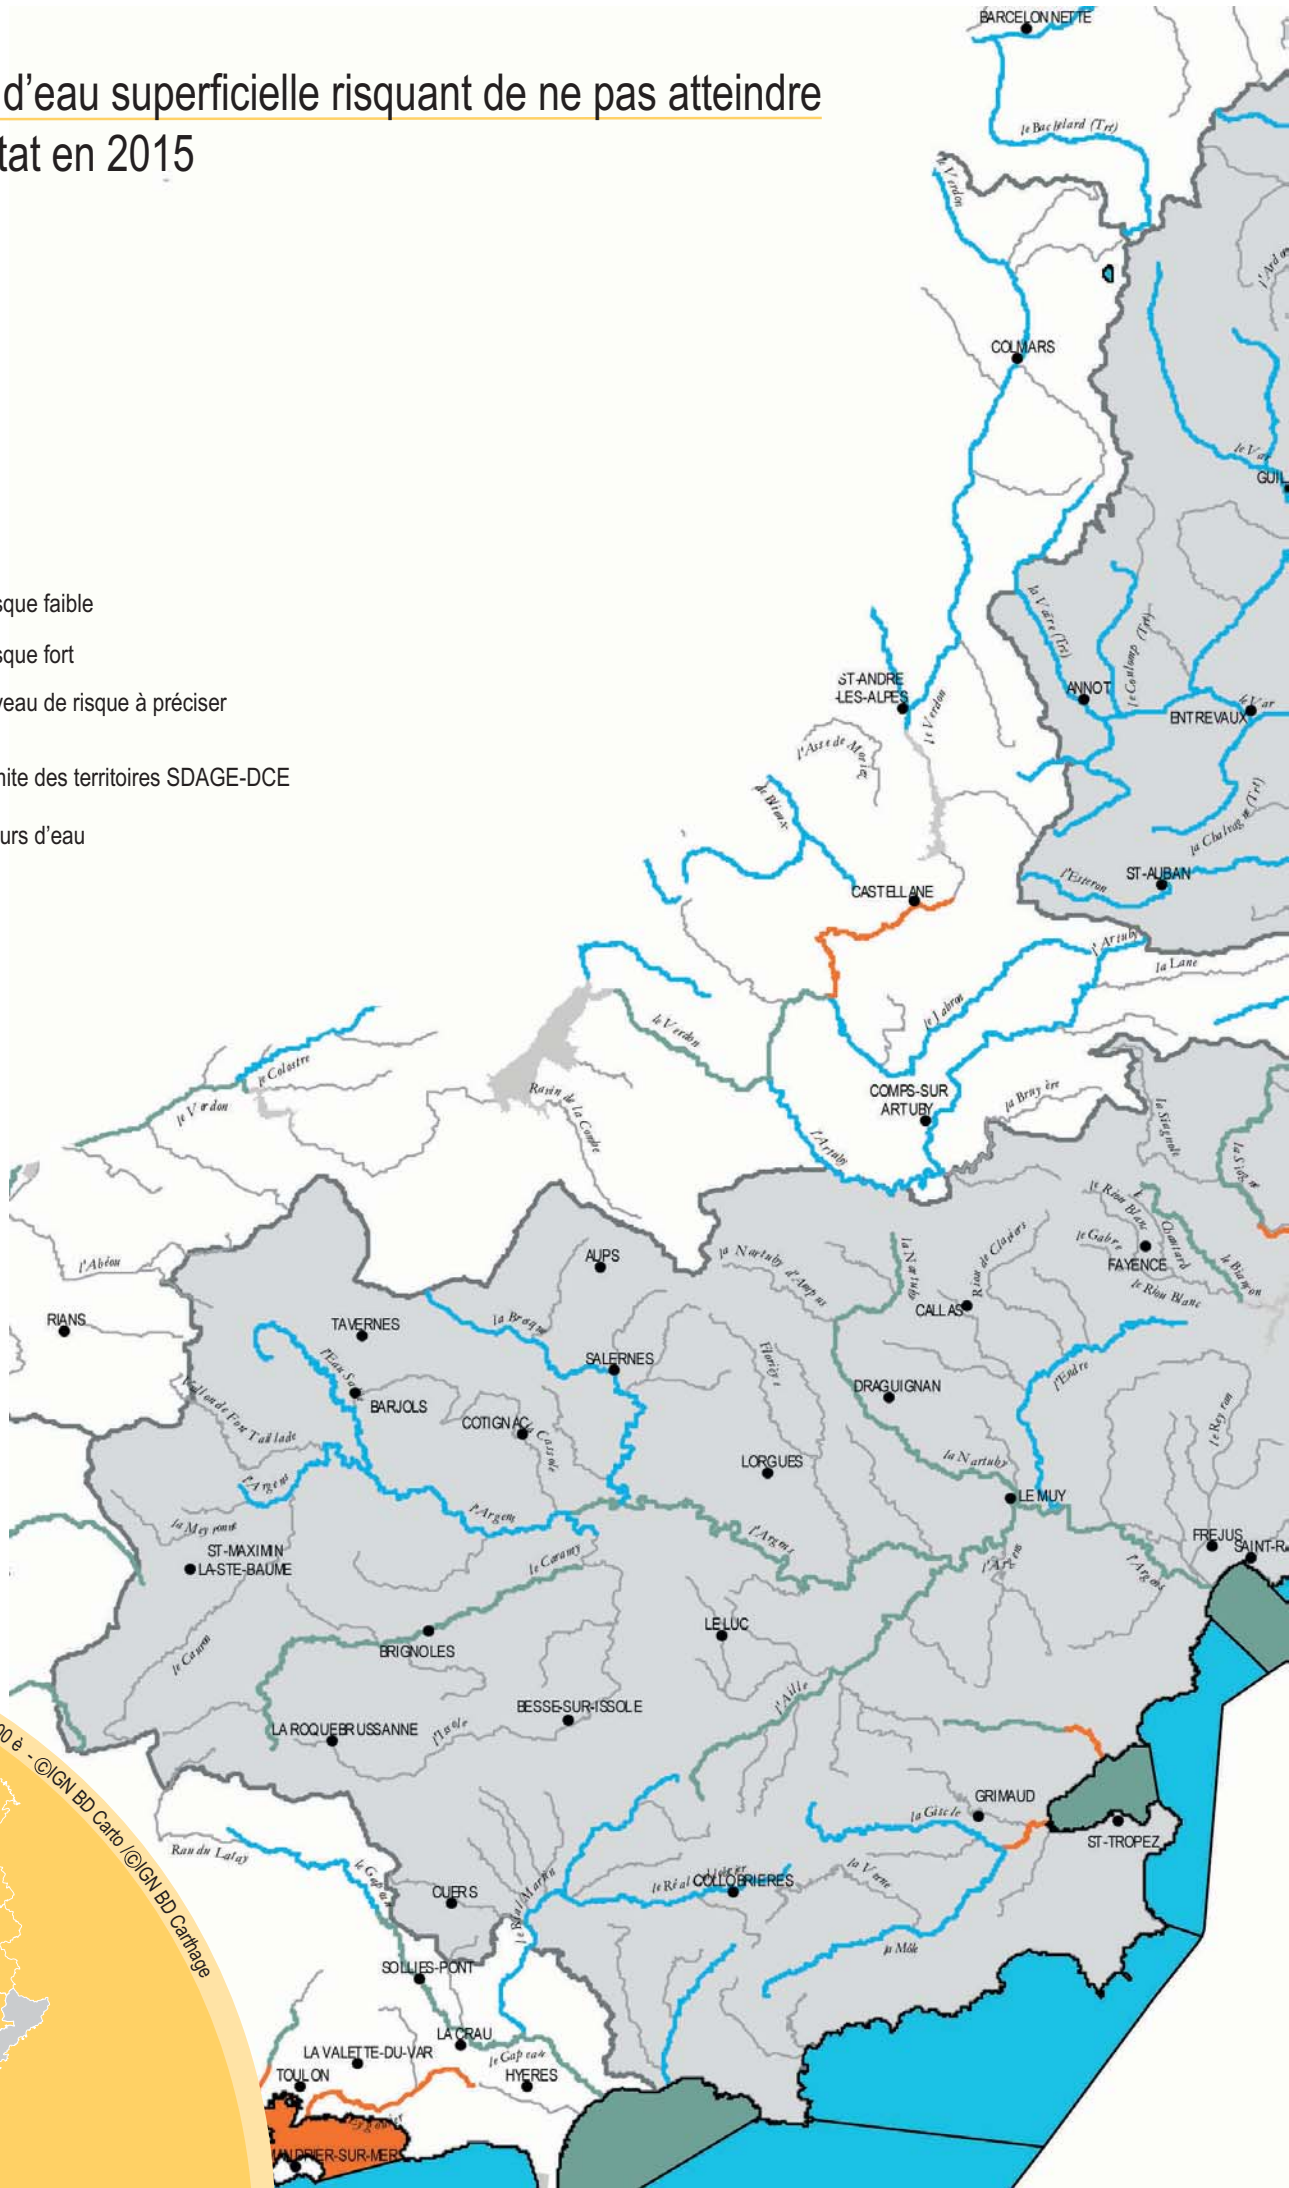 d'eau superficielle risquant de ne pas atteindre
tat en 2015
sque faible
sque fort
veau de risque à préciser
nite des territoires SDAGE-DCE
urs d'eau
BARCELONNETTE
le Bachelard (Trt)
le Verdon
l'Ard
COLMARS
le Var
GUIL
la Vaïre (Trt)
le Coulomp (Trt)
ST-ANDRE
-LES-ALPES
ANNOT
le Verdon
ENTREVAUX
le Var
l'Asse de Moriez
de Blieux
la Chalvagne (Trt)
ST-AUBAN
l'Esteron
CASTELLANE
l'Artuby
la Lane
le Jabron
le Verdon
le Colostre
le Verdon
Ravin de la Combe
COMPS-SUR
ARTUBY
la Bruyère
la Siagnole
l'Artuby
la Siagne
le Riou Blanc
Chautard
le Gabre
FAYENCE
le Biançon
le Riou Blanc
l'Abéou
AUPS
la Nartuby d'Ampus
la Nartuby
Riou de Claviers
CALLAS
RIANS
TAVERNES
la Bresque
SALERNES
Florièye
l'Endre
l'Eau Salée
DRAGUIGNAN
Vallon de Font Taillade
BARJOLS
COTIGNAC
la Cassole
le Reyran
LORGUES
la Nartuby
l'Argens
LE MUY
l'Argens
la Meyronne
l'Argens
FREJUS
SAINT-R
ST-MAXIMIN
LA-STE-BAUME
le Caramy
l'Argens
l'Argens
le Cauron
BRIGNOLES
LE LUC
l'Aille
BESSE-SUR-ISSOLE
LA ROQUEBRUSSANNE
l'Issole
00 è - ©IGN BD Carto /©IGN BD Carthage
GRIMAUD
la Giscle
ST-TROPEZ
Rau du Latay
le Gapeau
le Réal
COLLOBRIERES
la Verne
CUERS
le Réal Martin
la Môle
SOLLIES-PONT
LA CRAU
LA VALETTE-DU-VAR
le Gapeau
TOULON
HYERES
MANDRIER-SUR-MER